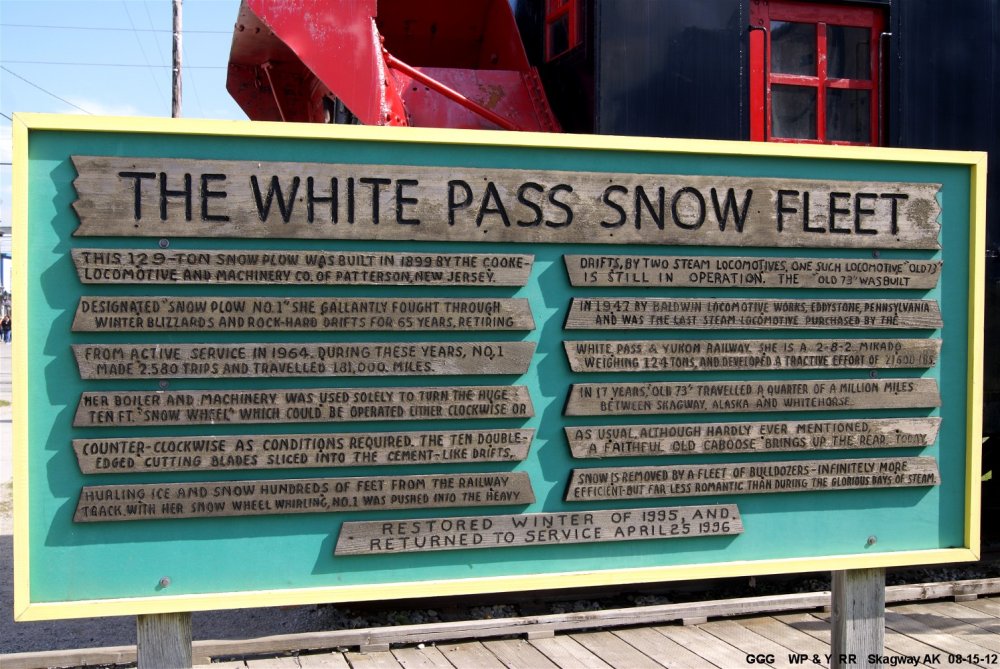 THE WHITE PASS SNOW FLEET
THIS 129-TON SNOW PLOW WAS BUILT IN 1899 BY THE COOKE-
LOCOMOTIVE AND MACHINERY CO. OF PATTERSON, NEW JERSEY.
DESIGNATED "SNOW PLOW NO.1" SHE GALLANTLY FOUGHT THROUGH
WINTER BLIZZARDS AND ROCK-HARD DRIFTS FOR 65 YEARS, RETIRING
FROM ACTIVE SERVICE IN 1964. DURING THESE YEARS, NO.1
MADE 2,580 TRIPS AND TRAVELLED 181,000 MILES.
HER BOILER AND MACHINERY WAS USED SOLELY TO TURN THE HUGE
TEN FT. "SNOW WHEEL" WHICH COULD BE OPERATED EITHER CLOCKWISE OR
COUNTER-CLOCKWISE AS CONDITIONS REQUIRED. THE TEN DOUBLE-
EDGED CUTTING BLADES SLICED INTO THE CEMENT-LIKE DRIFTS,
HURLING ICE AND SNOW HUNDREDS OF FEET FROM THE RAILWAY
TRACK. WITH HER SNOW WHEEL WHIRLING, NO.1 WAS PUSHED INTO THE HEAVY
DRIFTS, BY TWO STEAM LOCOMOTIVES, ONE SUCH LOCOMOTIVE "OLD 73"
IS STILL IN OPERATION. THE "OLD 73" WAS BUILT
IN 1947 BY BALDWIN LOCOMOTIVE WORKS, EDDYSTONE, PENNSYLVANIA
AND WAS THE LAST STEAM LOCOMOTIVE PURCHASED BY THE
WHITE PASS & YUKON RAILWAY. SHE IS A 2-8-2 MIKADO
WEIGHING 124 TONS, AND DEVELOPED A TRACTIVE EFFORT OF 21,600 LBS.
IN 17 YEARS, "OLD 73" TRAVELLED A QUARTER OF A MILLION MILES
BETWEEN SKAGWAY, ALASKA AND WHITEHORSE.
AS USUAL, ALTHOUGH HARDLY EVER MENTIONED,
A FAITHFUL OLD CABOOSE "BRINGS UP THE REAR." TODAY,
SNOW IS REMOVED BY A FLEET OF BULLDOZERS-INFINITELY MORE
EFFICIENT BUT FAR LESS ROMANTIC THAN DURING THE GLORIOUS DAYS OF STEAM.
RESTORED WINTER OF 1995, AND
RETURNED TO SERVICE APRIL 25 1996
GGG WP & Y RR Skagway AK 08-15-12